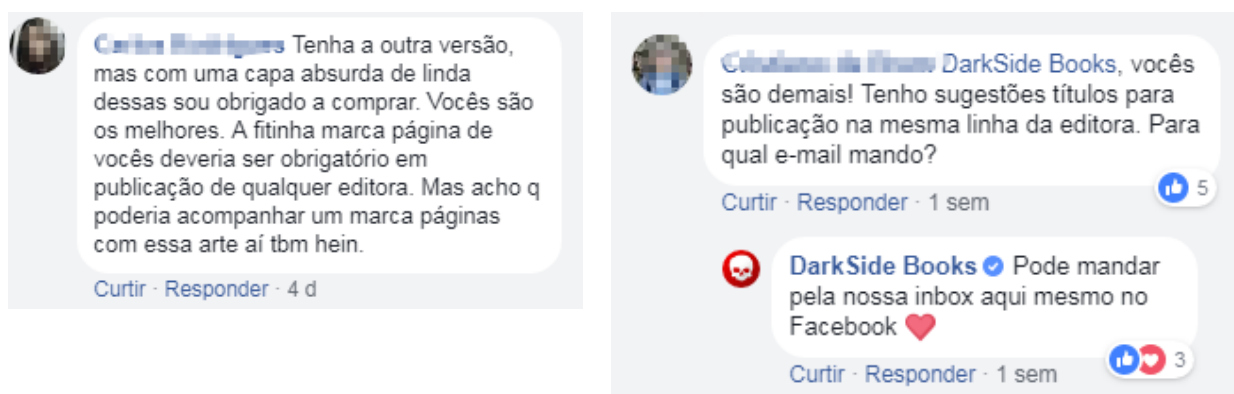 Tenha a outra versão,
mas com uma capa absurda de linda
dessas sou obrigado a comprar. Vocês são
os melhores. A fitinha marca página de
vocês deveria ser obrigatório em
publicação de qualquer editora. Mas acho q
poderia acompanhar um marca páginas
com essa arte aí tbm hein.
Curtir · Responder · 4 d
DarkSide Books, vocês
são demais! Tenho sugestões títulos para
publicação na mesma linha da editora. Para
qual e-mail mando?
5
Curtir · Responder · 1 sem
DarkSide Books Pode mandar
pela nossa inbox aqui mesmo no
Facebook
3
Curtir · Responder · 1 sem